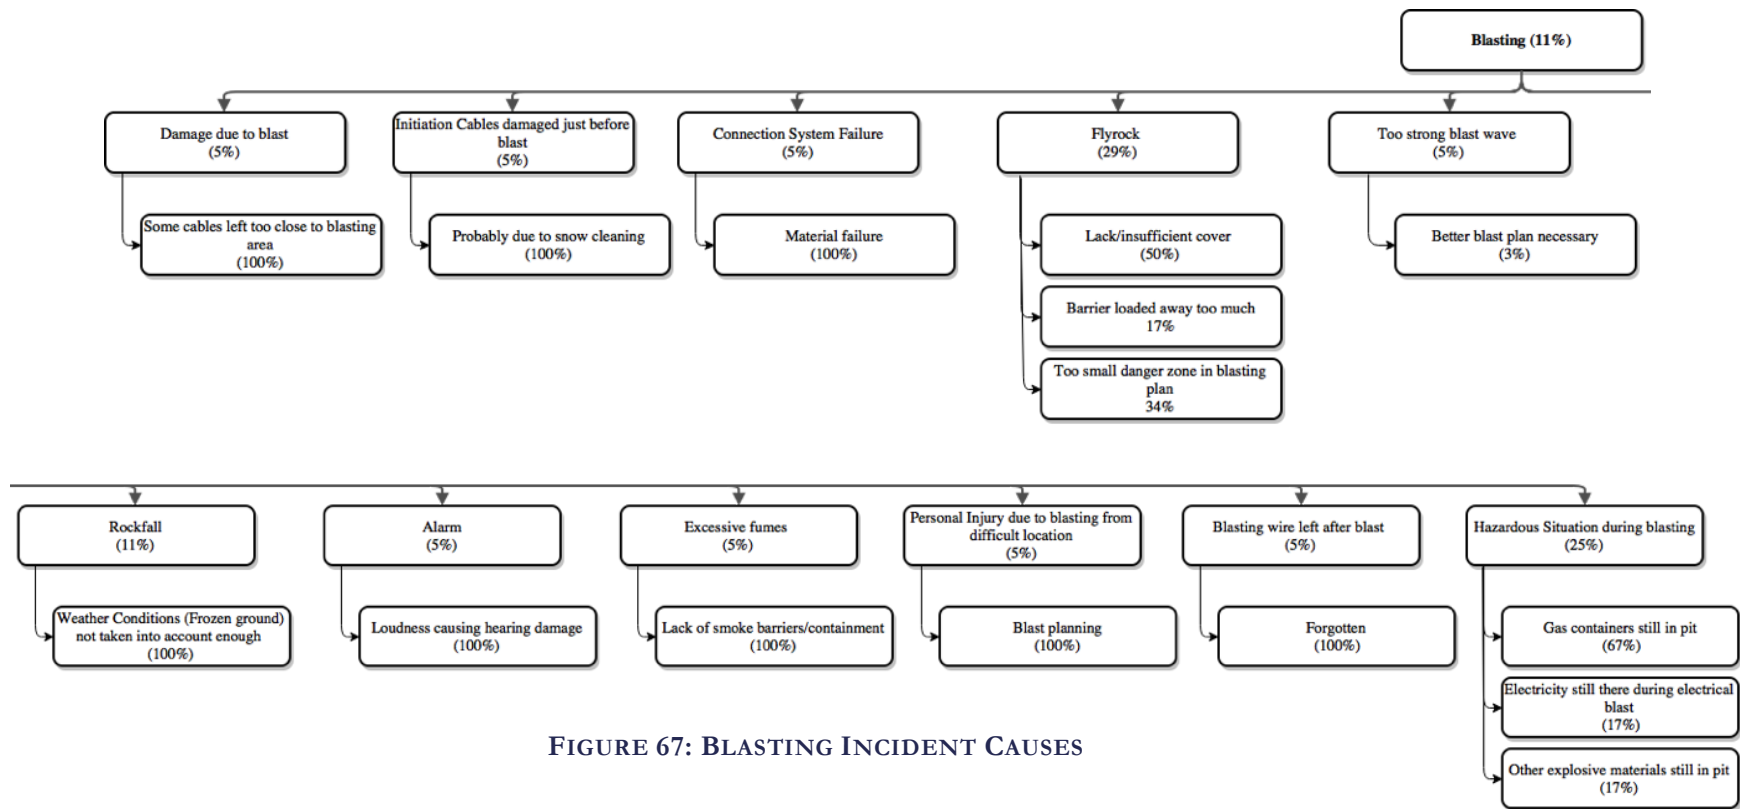 Blasting (11%)
Damage due to blast
(5%)
Initiation Cables damaged just before
blast
(5%)
Connection System Failure
(5%)
Flyrock
(29%)
Too strong blast wave
(5%)
Some cables left too close to blasting
area
(100%)
Probably due to snow cleaning
(100%)
Material failure
(100%)
Lack/insufficient cover
(50%)
Better blast plan necessary
(3%)
Barrier loaded away too much
17%
Too small danger zone in blasting
plan
34%
Rockfall
(11%)
Alarm
(5%)
Excessive fumes
(5%)
Personal Injury due to blasting from
difficult location
(5%)
Blasting wire left after blast
(5%)
Hazardous Situation during blasting
(25%)
Weather Conditions (Frozen ground)
not taken into account enough
(100%)
Loudness causing hearing damage
(100%)
Lack of smoke barriers/containment
(100%)
Blast planning
(100%)
Forgotten
(100%)
Gas containers still in pit
(67%)
Electricity still there during electrical
blast
(17%)
Other explosive materials still in pit
(17%)
FIGURE 67: BLASTING INCIDENT CAUSES